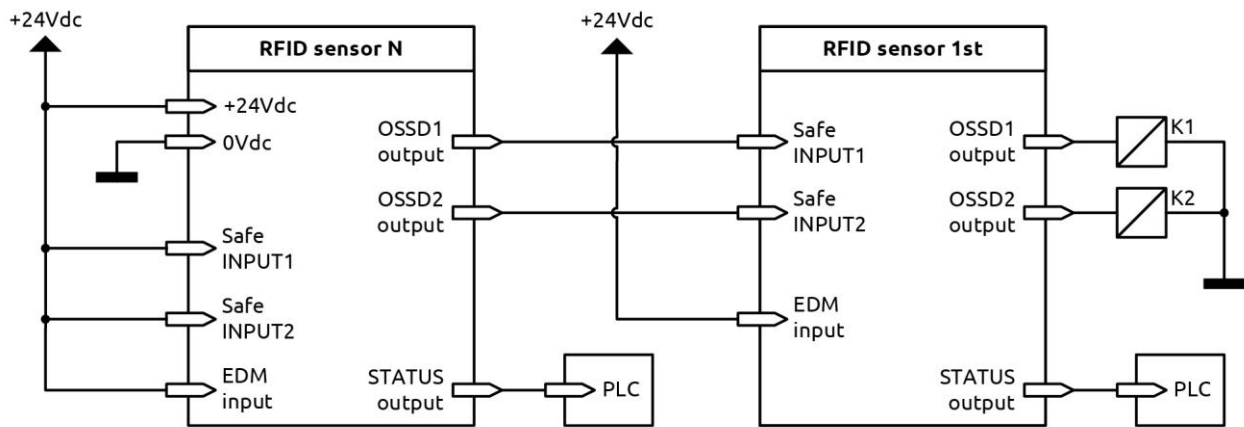 +24Vdc
RFID sensor N
+24Vdc
0Vdc
Safe
INPUT1
Safe
INPUT2
EDM
input
OSSD1
output
OSSD2
output
STATUS
output
PLC
+24Vdc
RFID sensor 1st
Safe
INPUT1
Safe
INPUT2
EDM
input
OSSD1
output
OSSD2
output
STATUS
output
K1
K2
PLC